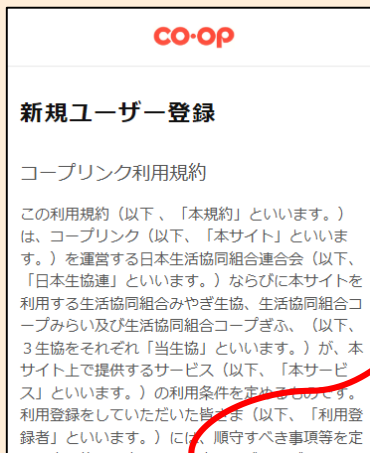 co·op
新規ユーザー登録
コープリンク利用規約
この利用規約（以下 、「本規約」といいます。）
は、コープリンク（以下、「本サイト」といいま
す。）を運営する日本生活協同組合連合会（以下、
「日本生協連」といいます。）ならびに本サイトを
利用する生活協同組合みやぎ生協、生活協同組合コ
ープみらい及び生活協同組合コープぎふ、（以下、
３生協をそれぞれ「当生協」といいます。）が、本
サイト上で提供するサービス（以下、「本サービ
ス」といいます。）の利用条件を定めるものです。
利用登録をしていただいた皆さま（以下、「利用登
録者」といいます。）には、順守すべき事項等を定